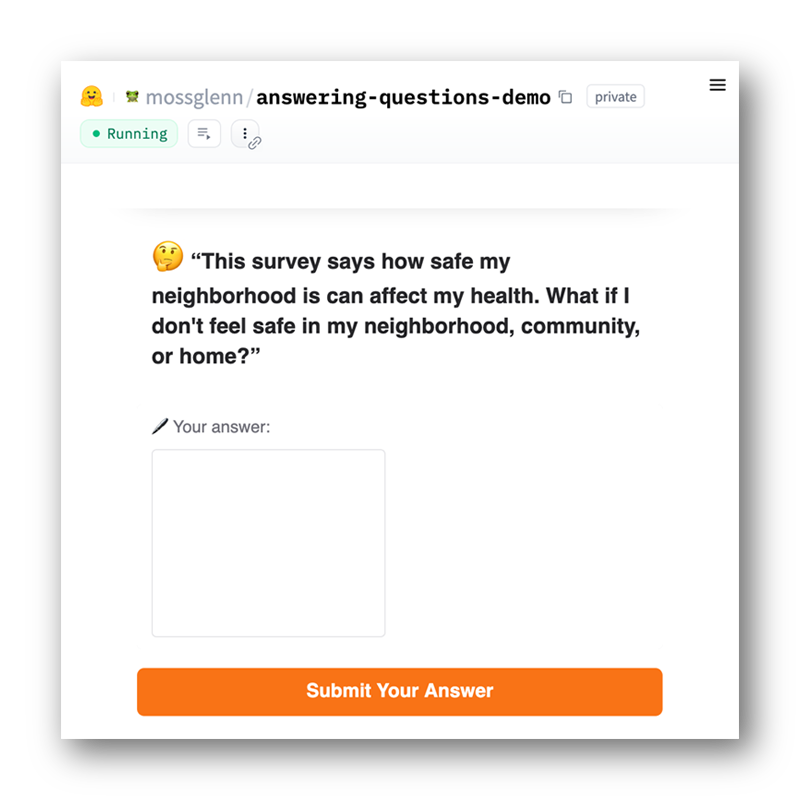 mossglenn/answering-questions-demo private
Running
🤔 “This survey says how safe my
neighborhood is can affect my health. What if I
don't feel safe in my neighborhood, community,
or home?”
Your answer:
Submit Your Answer